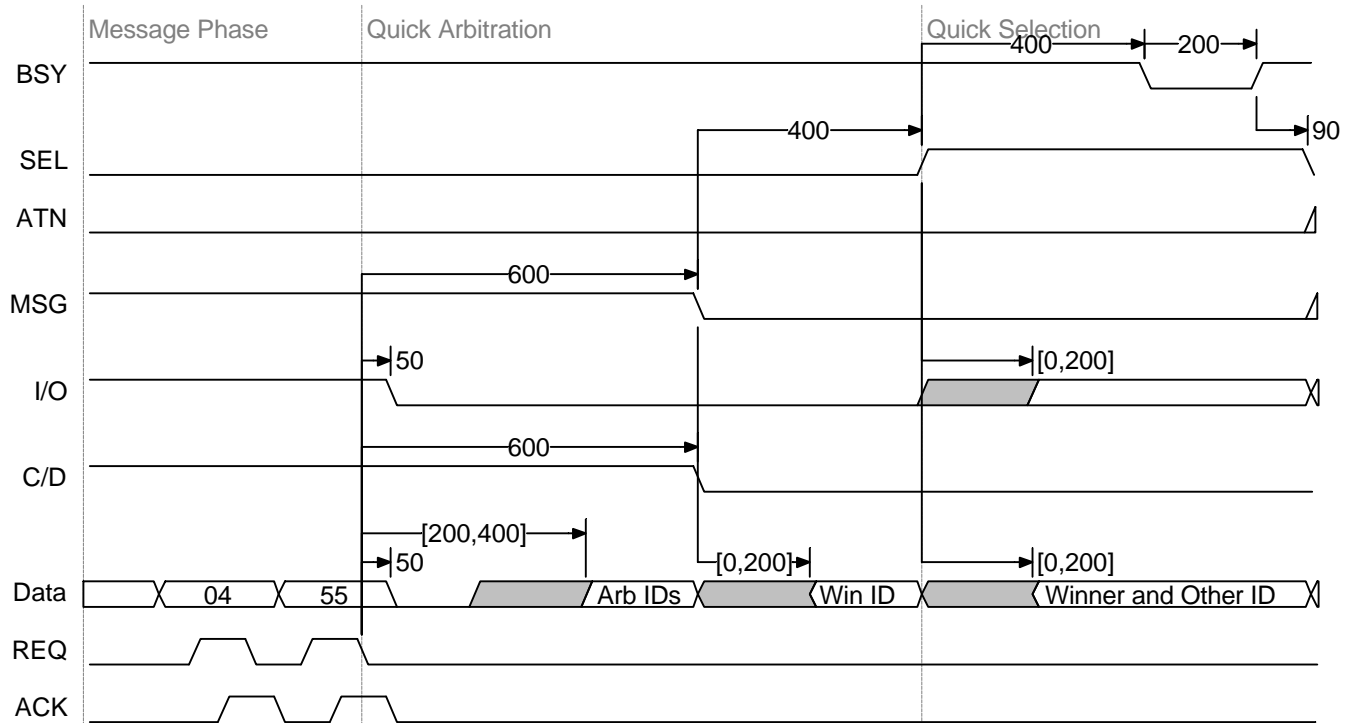 Message Phase Quick Arbitration Quick Selection
400 200
BSY
400 90
SEL
ATN
600
MSG
50 [0,200]
I/O
600
C/D
[200,400]
50 [0,200] [0,200]
Data 04 55 Arb IDs Win ID Winner and Other ID
REQ
ACK